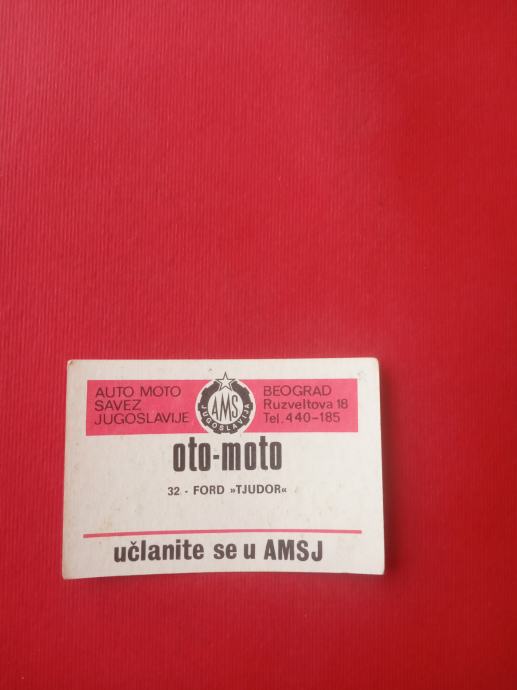 AUTO MOTO
SAVEZ
JUGOSLAVIJE
AMS
JUGOSLAVIJA
BEOGRAD
Ruzveltova 18
Tel. 440-185
oto-moto
32 - FORD »TJUDOR«
učlanite se u AMSJ